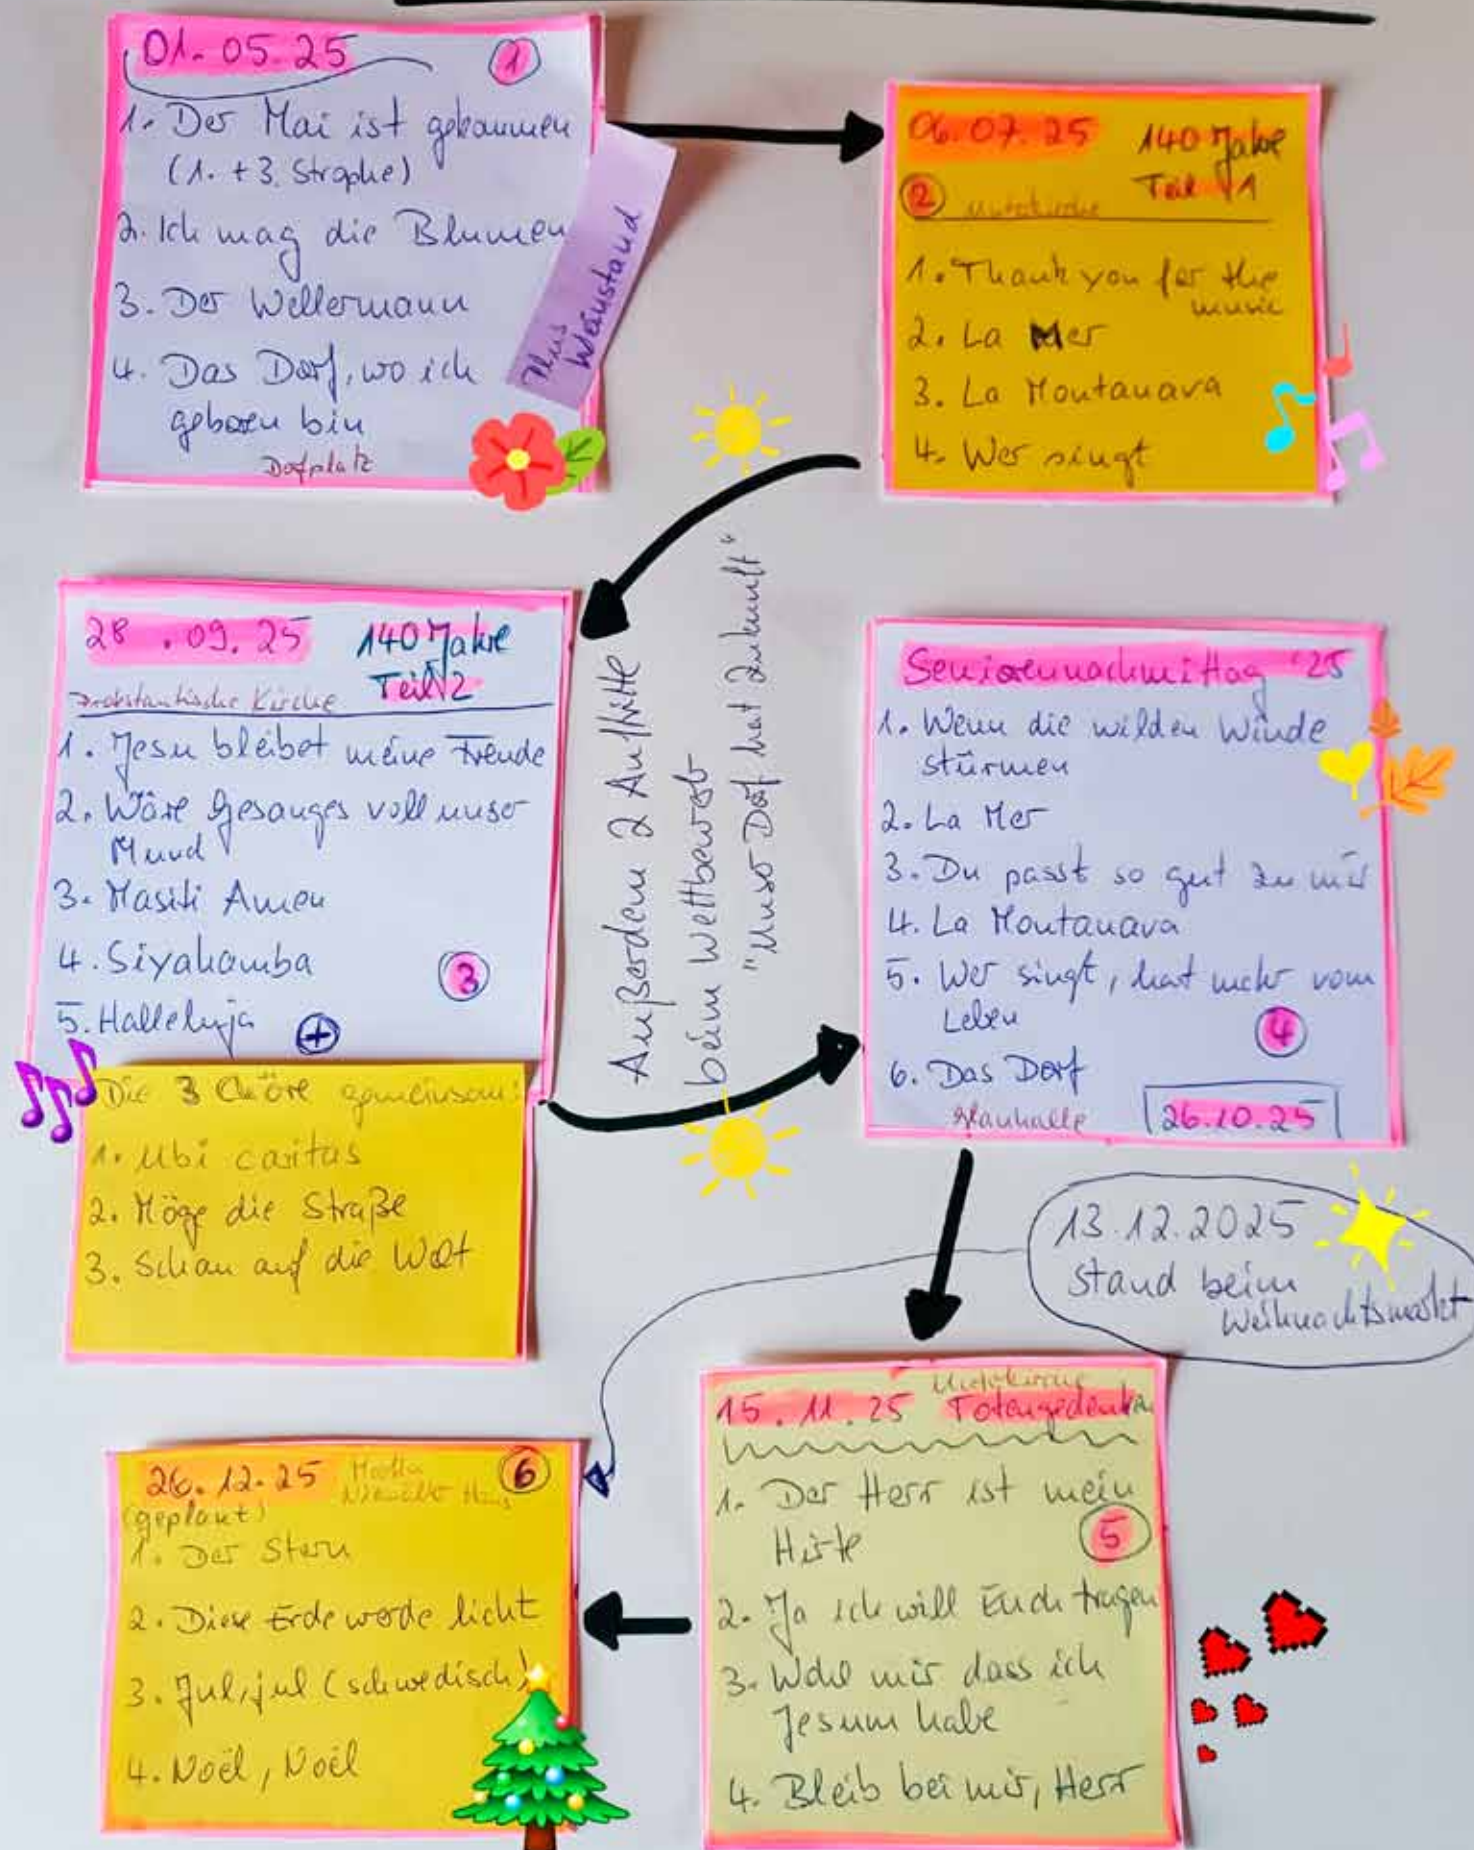 01.05.25
1
1. Der Mai ist gekommen
(1. + 3. Strophe)
2. Ich mag die Blumen
3. Der Wellermann
4. Das Dorf, wo ich
geboren bin
Dorfplatz
Plus
Weinstand
06.07.25
140 Jahre
Teil 1
2
1. Thank you for the
music
2. La Mer
3. La Montanara
4. Wer singt
28.09.25
140 Jahre
Teil 2
Protestantische Kirche
1. Jesu bleibet meine Freude
2. Wäre Gesanges voll unser
Mund
3. Masiti Amen
4. Siyahamba
3
5. Halleluja +
Die 3 Chöre gemeinsam:
1. Ubi caritas
2. Möge die Straße
3. Schau auf die Welt
Außerdem 2 Auftritte
beim Wettbewerb
"Unser Dorf hat Zukunft"
Seniorennachmittag '25
1. Wenn die wilden Winde
stürmen
2. La Mer
3. Du passt so gut zu mir
4. La Montanara
5. Wer singt, hat mehr vom
Leben
4
6. Das Dorf
26.10.25
13.12.2025
Stand beim
Weihnachtsmarkt
15.11.25 Totengedenken
1. Der Herr ist mein
Hirte
5
2. Ja ich will Euch tragen
3. Wohl mir dass ich
Jesum habe
4. Bleib bei mir, Herr
26.12.25
6
(geplant)
1. Der Stern
2. Diese Erde werde licht
3. Jul, jul (schwedisch)
4. Noël, Noël